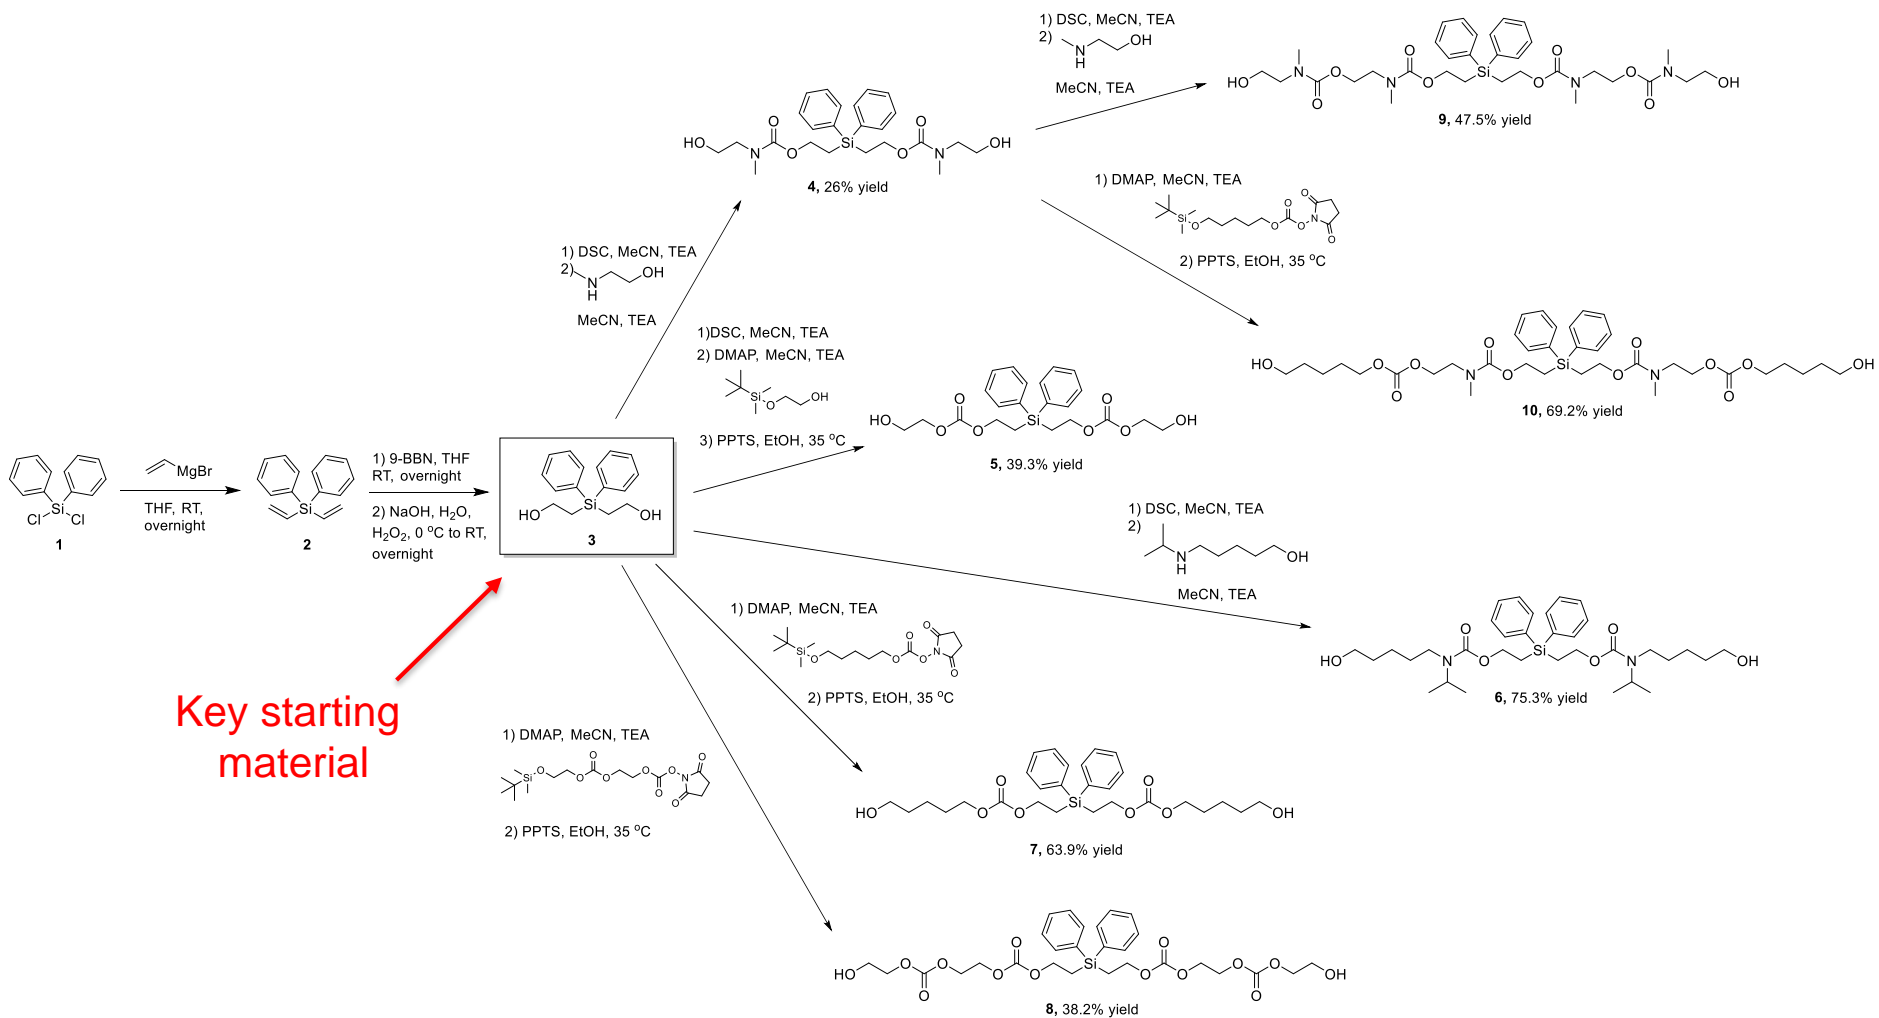 1) DSC, MeCN, TEA
2)
N
H
OH
MeCN, TEA
HO
N
O
O
O
N
O
O
Si
O
O
N
O
O
N
OH
9, 47.5% yield
HO
N
O
O
Si
O
O
N
OH
4, 26% yield
1) DMAP, MeCN, TEA
Si
O
O
O
O
N
O
O
2) PPTS, EtOH, 35 °C
1) DSC, MeCN, TEA
2)
N
H
OH
MeCN, TEA
1)DSC, MeCN, TEA
2) DMAP, MeCN, TEA
Si
O
OH
3) PPTS, EtOH, 35 °C
HO
O
O
O
N
O
O
Si
O
O
N
O
O
O
OH
10, 69.2% yield
HO
O
O
O
Si
O
O
O
OH
5, 39.3% yield
Si
Cl
Cl
1
MgBr
THF, RT,
overnight
Si
2
1) 9-BBN, THF
RT, overnight
2) NaOH, H2O,
H2O2, 0 °C to RT,
overnight
HO
Si
OH
3
1) DSC, MeCN, TEA
2)
N
H
OH
MeCN, TEA
HO
N
O
O
Si
O
O
N
OH
6, 75.3% yield
Key starting
material
1) DMAP, MeCN, TEA
Si
O
O
O
O
N
O
O
2) PPTS, EtOH, 35 °C
HO
O
O
O
Si
O
O
O
OH
7, 63.9% yield
1) DMAP, MeCN, TEA
Si
O
O
O
O
O
O
O
N
O
O
2) PPTS, EtOH, 35 °C
HO
O
O
O
O
O
O
Si
O
O
O
O
O
O
OH
8, 38.2% yield